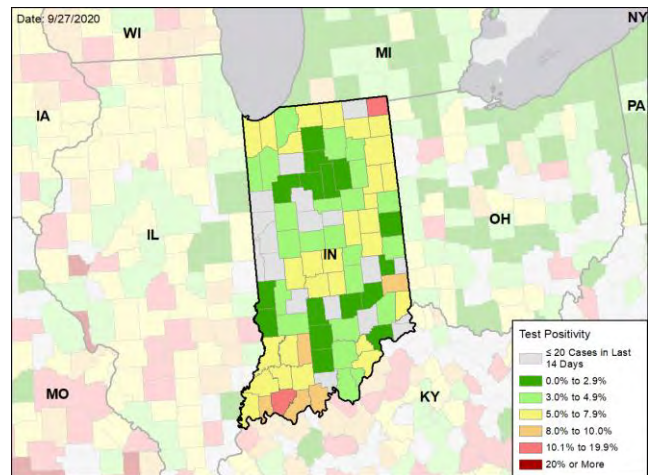 Date: 9/27/2020
NY
WI
MI
IA
PA
IL
OH
IN
MO
KY
Test Positivity
≤ 20 Cases in Last
14 Days
0.0% to 2.9%
3.0% to 4.9%
5.0% to 7.9%
8.0% to 10.0%
10.1% to 19.9%
20% or More